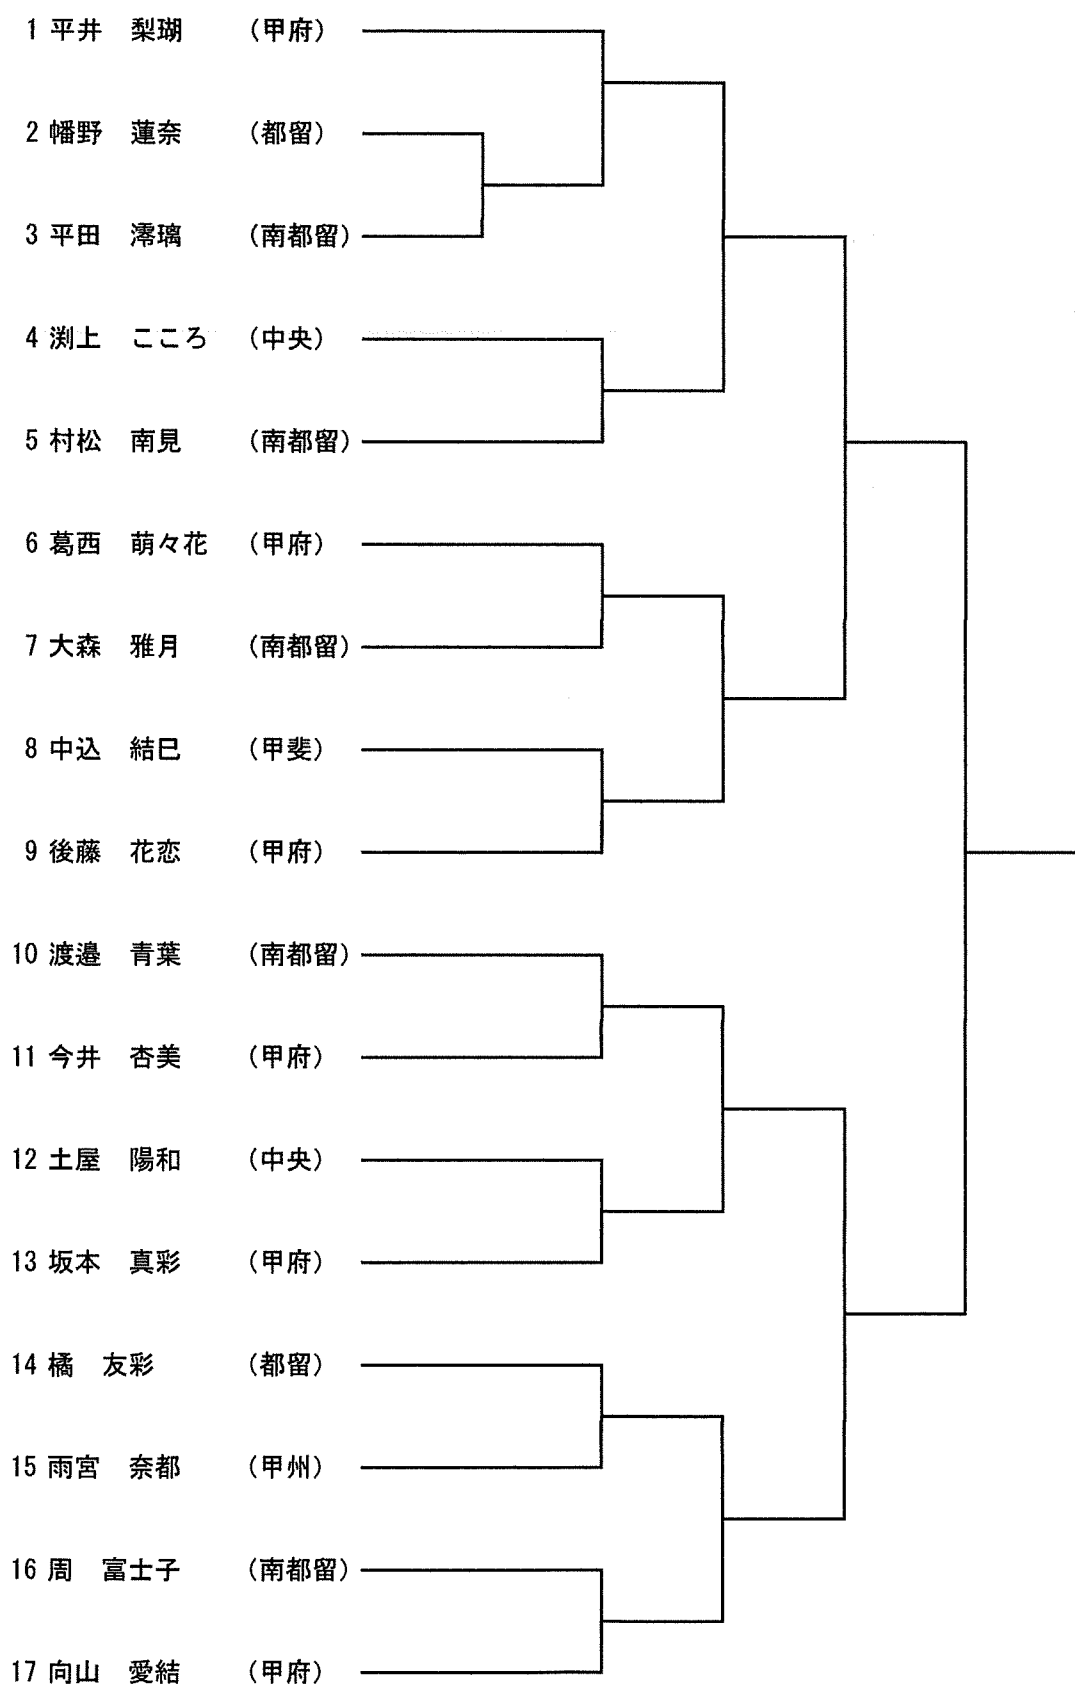 1 平井 梨瑚 （甲府）
2 幡野 蓮奈 （都留）
3 平田 澪璃 （南都留）
4 渕上 こころ （中央）
5 村松 南見 （南都留）
6 葛西 萌々花 （甲府）
7 大森 雅月 （南都留）
8 中込 結巳 （甲斐）
9 後藤 花恋 （甲府）
10 渡邉 青葉 （南都留）
11 今井 杏美 （甲府）
12 土屋 陽和 （中央）
13 坂本 真彩 （甲府）
14 橘 友彩 （都留）
15 雨宮 奈都 （甲州）
16 周 富士子 （南都留）
17 向山 愛結 （甲府）